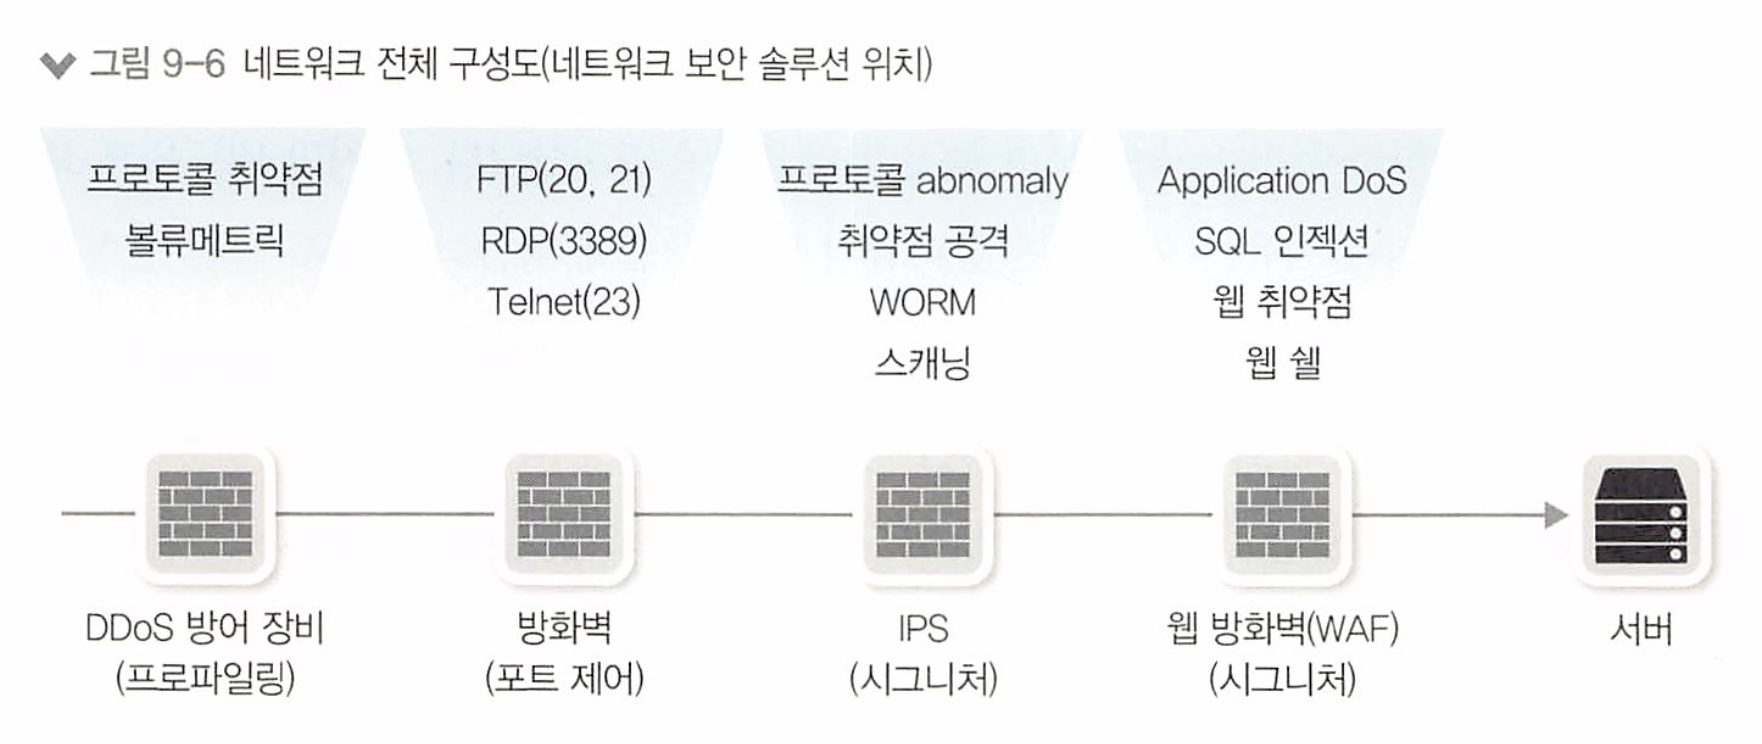 그림 9-6 네트워크 전체 구성도(네트워크 보안 솔루션 위치)
프로토콜 취약점
볼류메트릭
FTP(20, 21)
RDP(3389)
Telnet(23)
프로토콜 abnomaly
취약점 공격
WORM
스캐닝
Application DoS
SQL 인젝션
웹 취약점
웹 쉘
DDoS 방어 장비
(프로파일링)
방화벽
(포트 제어)
IPS
(시그니처)
웹 방화벽(WAF)
(시그니처)
서버